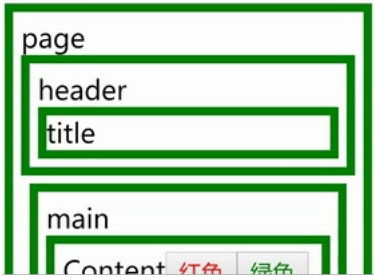 page
header
title
main
Content 红色 绿色